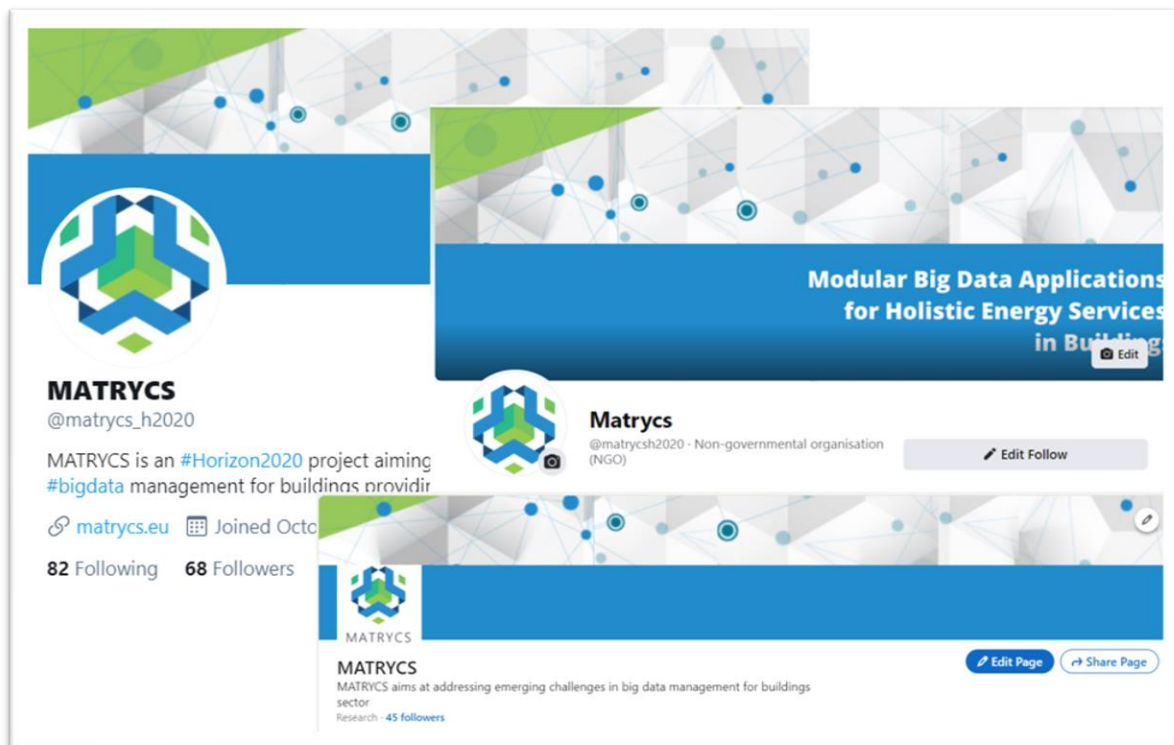 MATRYCS
@matrycs_h2020
MATRYCS is an #Horizon2020 project aiming
#bigdata management for buildings
matrycs.eu Joined
82 Following 68 Followers
Modular Big Data Applications
for Holistic Energy Services
in
Edit
Matrycs
@matrycsh2020 · Non-governmental organisation
(NGO)
Edit Follow
MATRYCS
MATRYCS
MATRYCS aims at addressing emerging challenges in big data management for buildings
sector
Research · 45 followers
Edit Page
Share Page